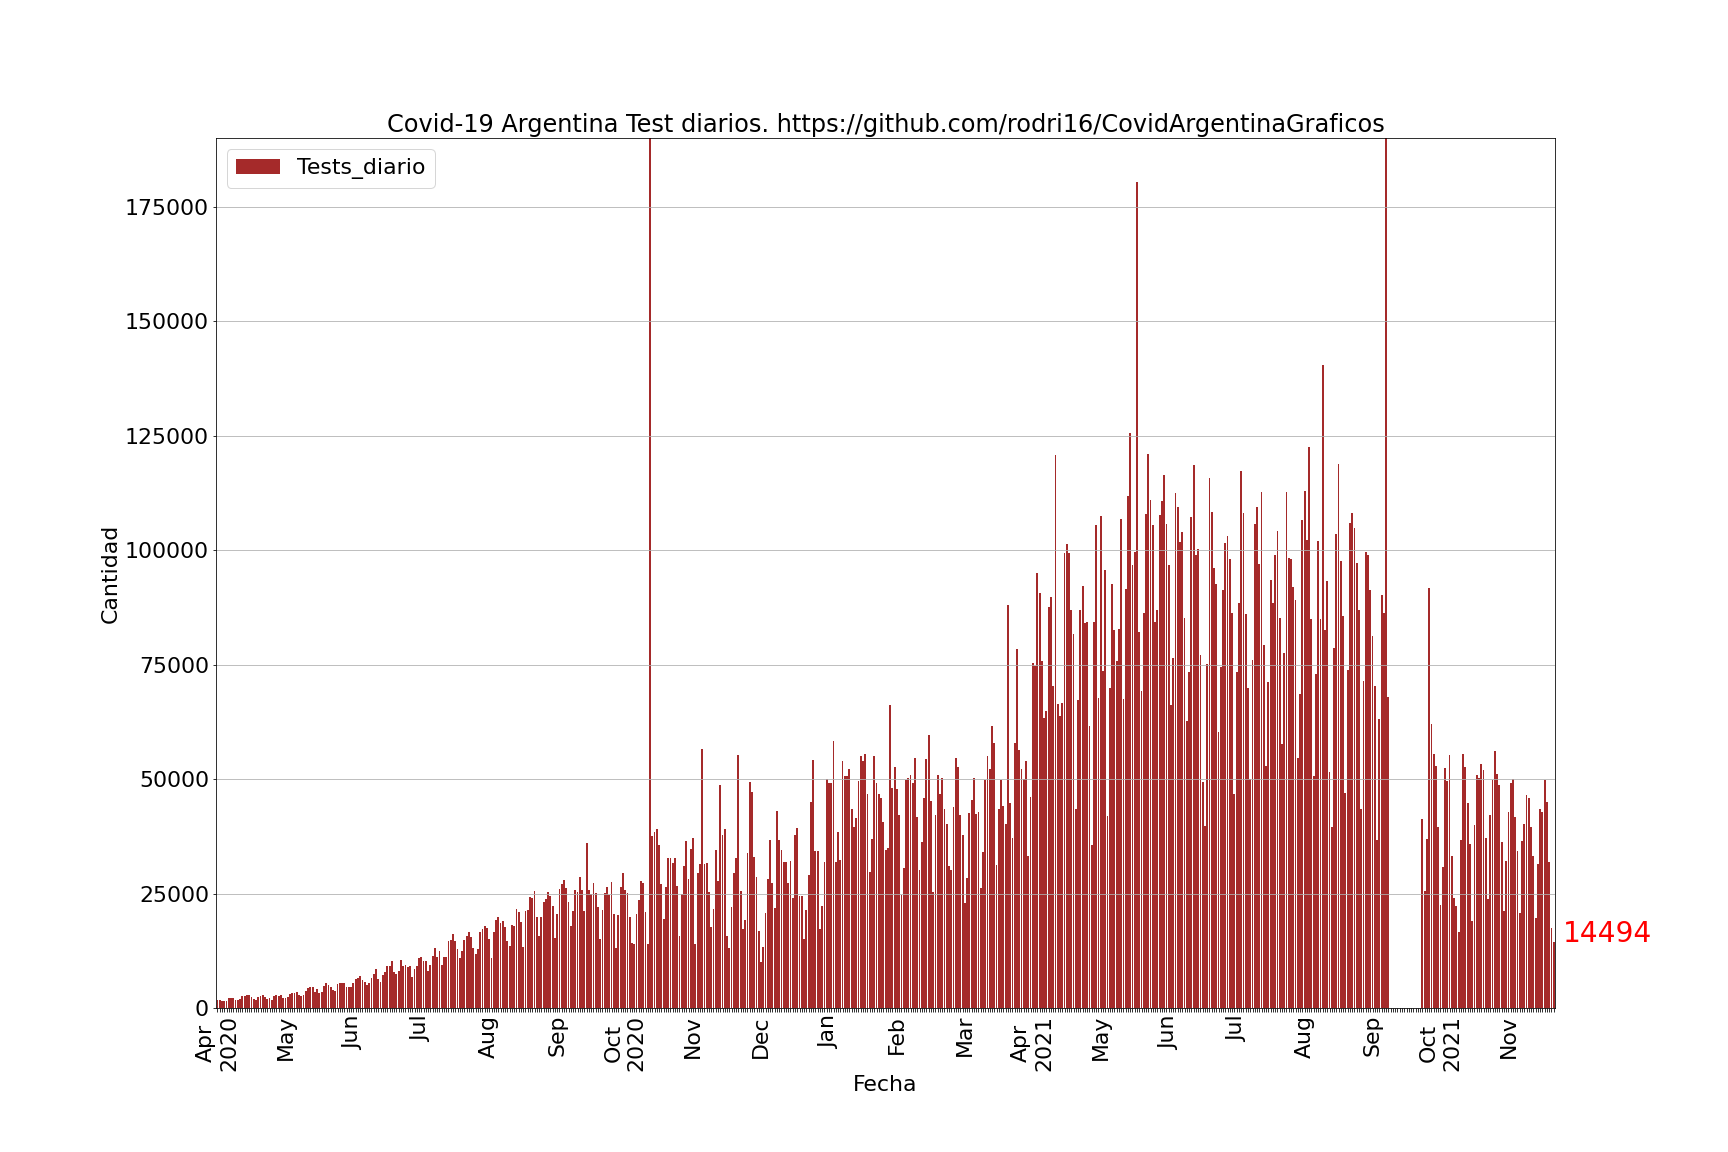 Covid-19 Argentina Test diarios. https://github.com/rodri16/CovidArgentinaGraficos
Tests_diario
175000
150000
125000
100000
75000
50000
25000
0
Cantidad
14494
Apr
2020
May
Jun
Jul
Aug
Sep
Oct
2020
Nov
Dec
Jan
Feb
Mar
Apr
2021
May
Jun
Jul
Aug
Sep
Oct
2021
Nov
Fecha